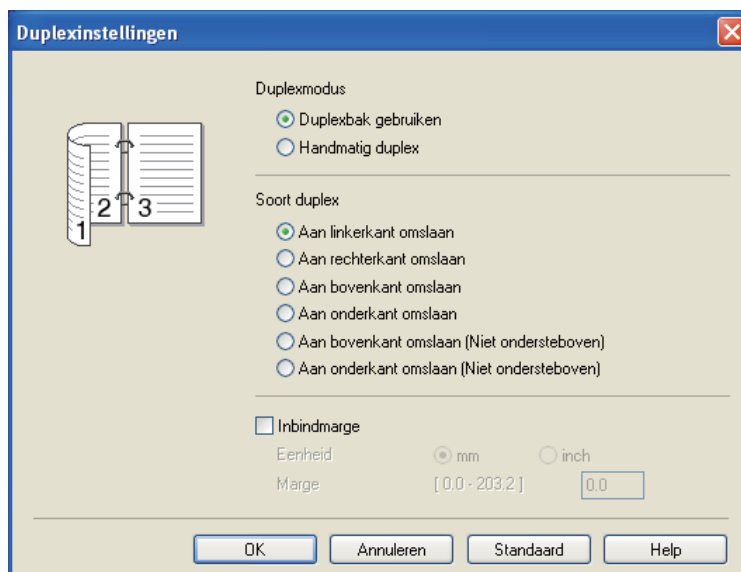 Duplexinstellingen
Duplexmodus
Duplexbak gebruiken
Handmatig duplex
1 2 3
Soort duplex
Aan linkerkant omslaan
Aan rechterkant omslaan
Aan bovenkant omslaan
Aan onderkant omslaan
Aan bovenkant omslaan (Niet ondersteboven)
Aan onderkant omslaan (Niet ondersteboven)
Inbindmarge
Eenheid mm inch
Marge [ 0.0 - 203.2 ] 0.0
OK Annuleren Standaard Help